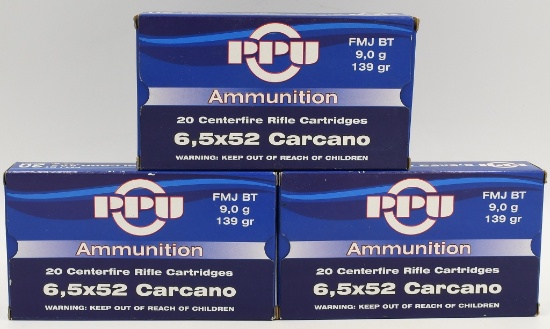 PPU
FMJ BT
9,0 g
139 gr
Ammunition
20 Centerfire Rifle Cartridges
6,5x52 Carcano
WARNING: KEEP OUT OF REACH OF CHILDREN
PPU
FMJ BT
9,0 g
139 gr
Ammunition
20 Centerfire Rifle Cartridges
6,5x52 Carcano
WARNING: KEEP OUT OF REACH OF CHILDREN
PPU
FMJ BT
9,0 g
139 gr
Ammunition
20 Centerfire Rifle Cartridges
6,5x52 Carcano
WARNING: KEEP OUT OF REACH OF CHILDREN